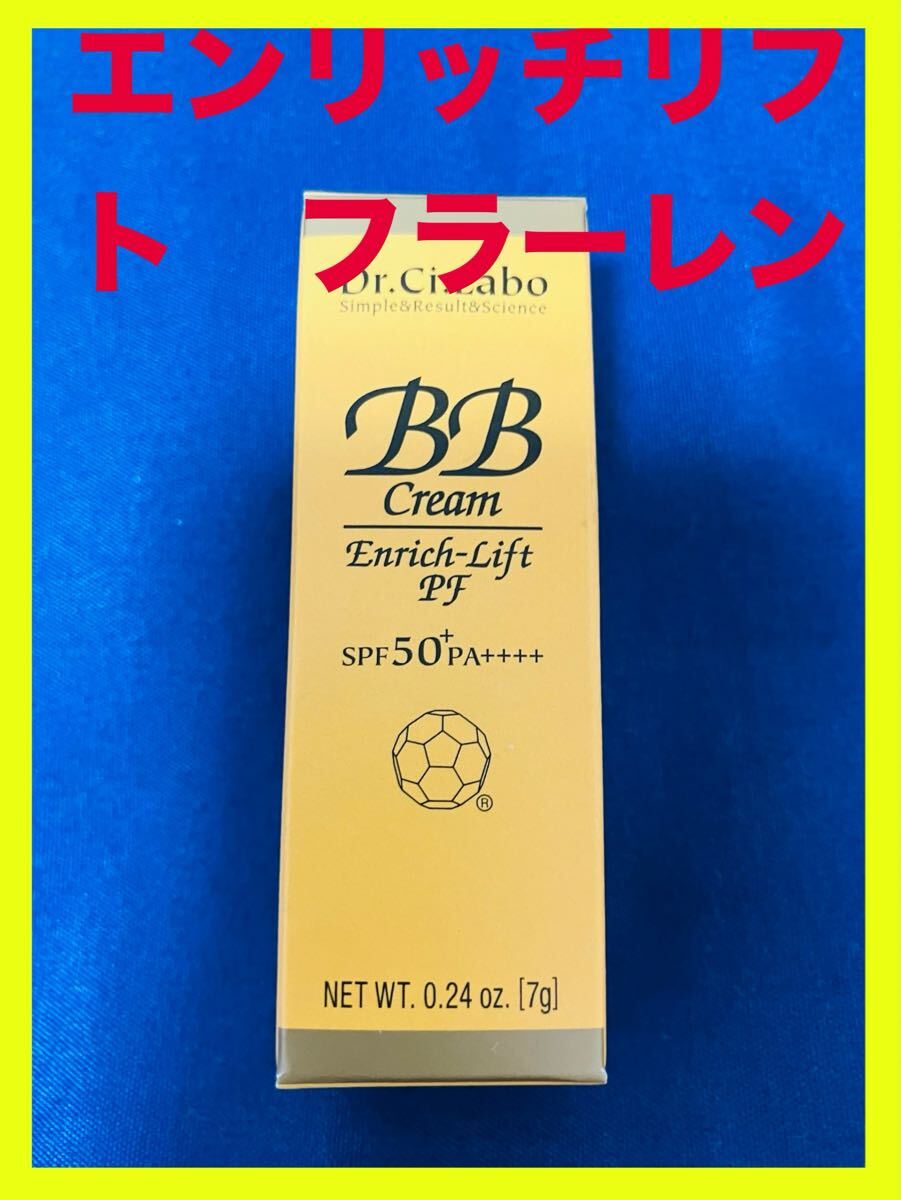 エンリッチリフ
ト　フラーレン
Dr.Ci:Labo
Simple&Result&Science
BB
Cream
Enrich-Lift
PF
SPF50+PA++++
®
NET WT. 0.24 oz. [7g]